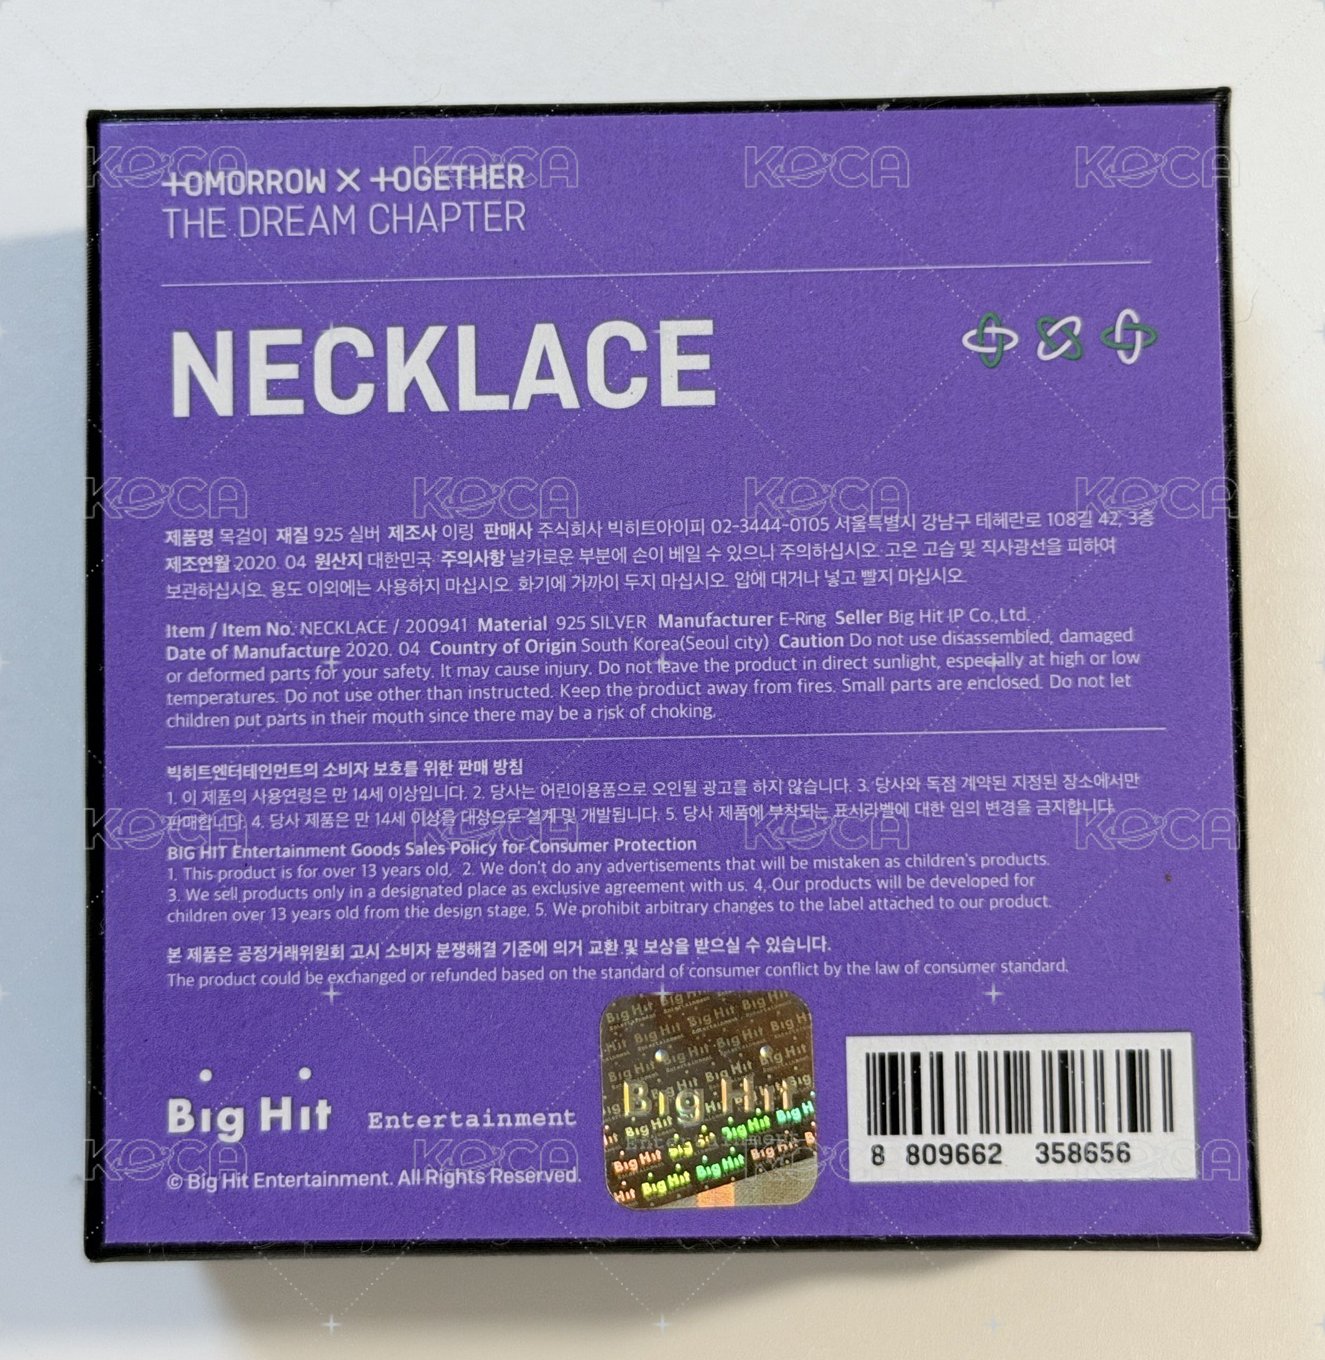 TOMORROW X TOGETHER
THE DREAM CHAPTER
NECKLACE
제품명 목걸이 재질 925 실버 제조사 이링 판매사 주식회사 빅히트아이피 02-3444-0105 서울특별시 강남구 테헤란로 108길 42, 3층
제조연월 2020. 04 원산지 대한민국 주의사항 날카로운 부분에 손이 베일 수 있으나 주의하십시오. 고온 고습 및 직사광선을 피하여
보관하십시오. 용도 이외에는 사용하지 마십시오. 화기에 가까이 두지 마십시오. 입에 대거나 넣고 빨지 마십시오.
Item / Item No. NECKLACE / 200941 Material 925 SILVER Manufacturer E-Ring Seller Big Hit IP Co.,Ltd.
Date of Manufacture 2020. 04 Country of Origin South Korea(Seoul city) Caution Do not use disassembled, damaged
or deformed parts for your safety. It may cause injury. Do not leave the product in direct sunlight, especially at high or low
temperatures. Do not use other than instructed. Keep the product away from fires. Small parts are enclosed. Do not let
children put parts in their mouth since there may be a risk of choking.
빅히트엔터테인먼트의 소비자 보호를 위한 판매 방침
1. 이 제품의 사용연령은 만 14세 이상입니다. 2. 당사는 어린이용품으로 오인될 광고를 하지 않습니다. 3. 당사와 독점 계약된 지정된 장소에서만
판매합니다. 4. 당사 제품은 만 14세 이상을 대상으로 설계 및 개발됩니다. 5. 당사 제품에 부착되는 표시라벨에 대한 임의 변경을 금지합니다.
BIG HIT Entertainment Goods Sales Policy for Consumer Protection
1. This product is for over 13 years old. 2. We don't do any advertisements that will be mistaken as children's products.
3. We sell products only in a designated place as exclusive agreement with us. 4. Our products will be developed for
children over 13 years old from the design stage. 5. We prohibit arbitrary changes to the label attached to our product.
본 제품은 공정거래위원회 고시 소비자 분쟁해결 기준에 의거 교환 및 보상을 받으실 수 있습니다.
The product could be exchanged or refunded based on the standard of consumer conflict by the law of consumer standard.
Big Hit Entertainment
© Big Hit Entertainment. All Rights Reserved.
Big Hit
8 809662 358656
KOCA